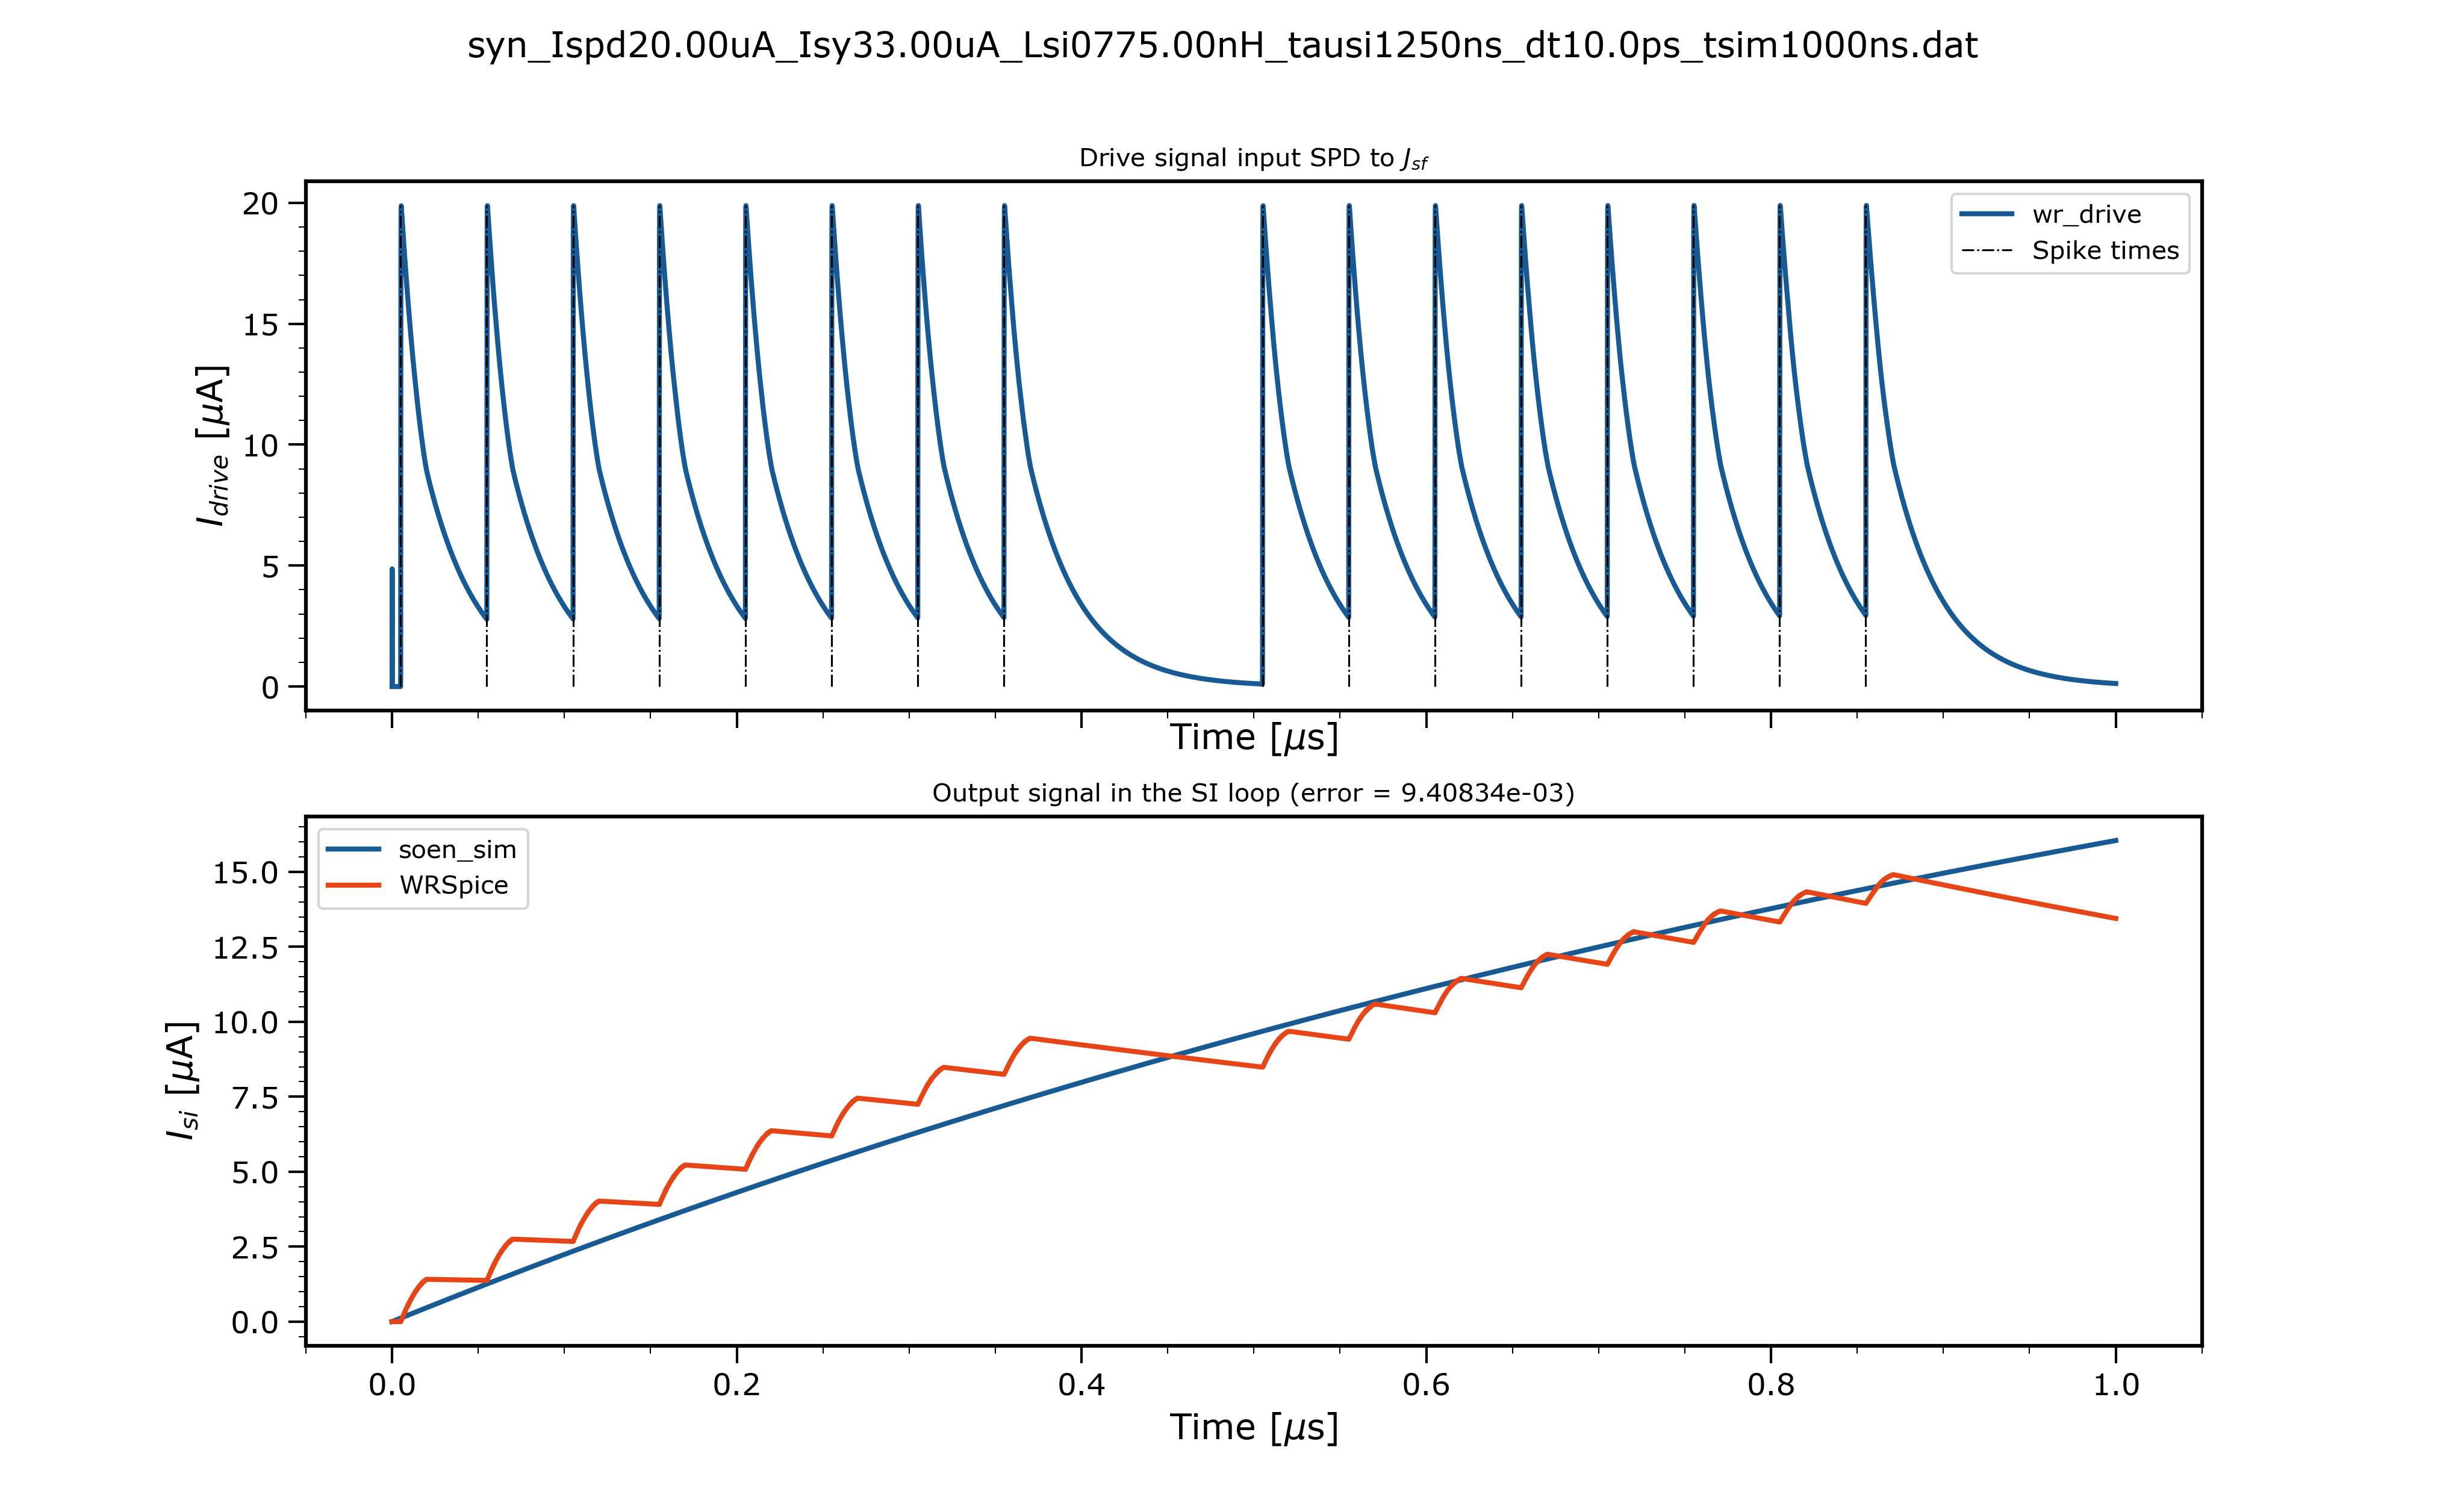 syn_Ispd20.00uA_Isy33.00uA_Lsi0775.00nH_tausi1250ns_dt10.0ps_tsim1000ns.dat
Drive signal input SPD to J_sf
I_drive [μA]
20
15
10
5
0
wr_drive
Spike times
Time [μs]
Output signal in the SI loop (error = 9.40834e-03)
I_si [μA]
15.0
12.5
10.0
7.5
5.0
2.5
0.0
soen_sim
WRSpice
0.0 0.2 0.4 0.6 0.8 1.0
Time [μs]